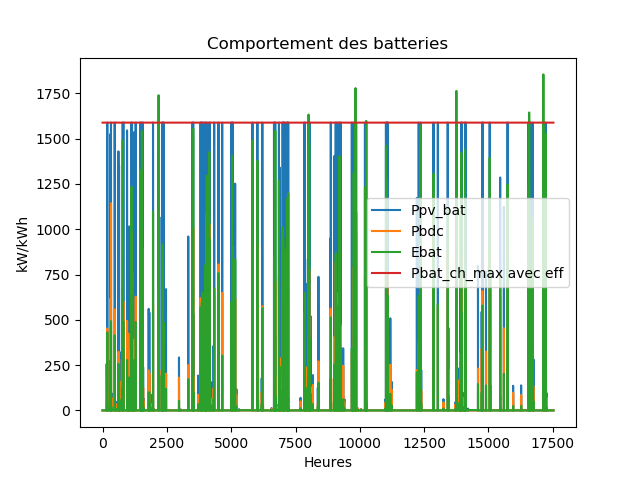 Comportement des batteries
kW/kWh
1750
1500
1250
1000
750
500
250
0
Ppv_bat
Pbdc
Ebat
Pbat_ch_max avec eff
0
2500
5000
7500
10000
12500
15000
17500
Heures